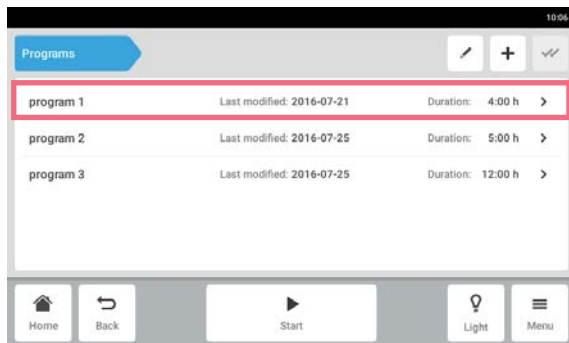 10:06
Programs
program 1 Last modified: 2016-07-21 Duration: 4:00 h
program 2 Last modified: 2016-07-25 Duration: 5:00 h
program 3 Last modified: 2016-07-25 Duration: 12:00 h
Home Back Start Light Menu